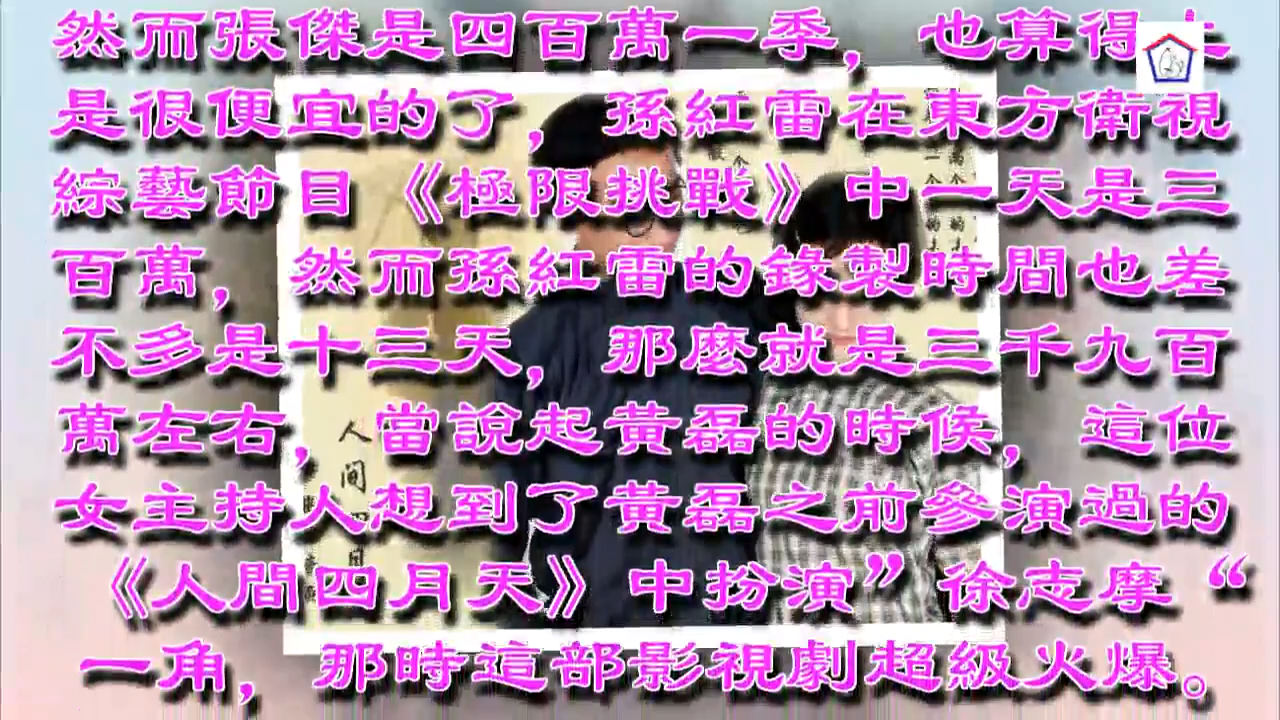 然而張傑是四百萬一季，也算得上
是很便宜的了，孫紅雷在東方衛視
綜藝節目《極限挑戰》中一天是三
百萬，然而孫紅雷的錄製時間也差
不多是十三天，那麼就是三千九百
萬左右，當說起黃磊的時候，這位
女主持人想到了黃磊之前參演過的
《人間四月天》中扮演”徐志摩“
一角，那時這部影視劇超級火爆。
人间四月